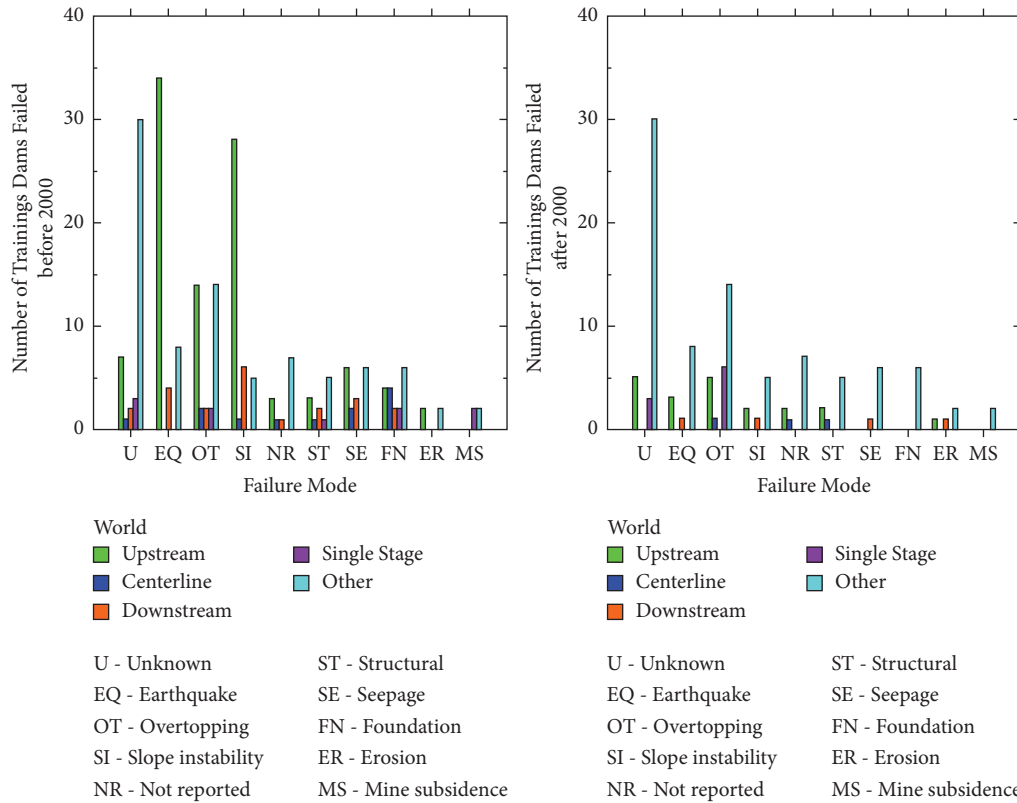 40
30
20
10
0
Number of Trainings Dams Failed
before 2000
U EQ OT SI NR ST SE FN ER MS
Failure Mode
World
Upstream
Centerline
Downstream
Single Stage
Other
U - Unknown
EQ - Earthquake
OT - Overtopping
SI - Slope instability
NR - Not reported
ST - Structural
SE - Seepage
FN - Foundation
ER - Erosion
MS - Mine subsidence
40
30
20
10
0
Number of Trainings Dams Failed
after 2000
U EQ OT SI NR ST SE FN ER MS
Failure Mode
World
Upstream
Centerline
Downstream
Single Stage
Other
U - Unknown
EQ - Earthquake
OT - Overtopping
SI - Slope instability
NR - Not reported
ST - Structural
SE - Seepage
FN - Foundation
ER - Erosion
MS - Mine subsidence